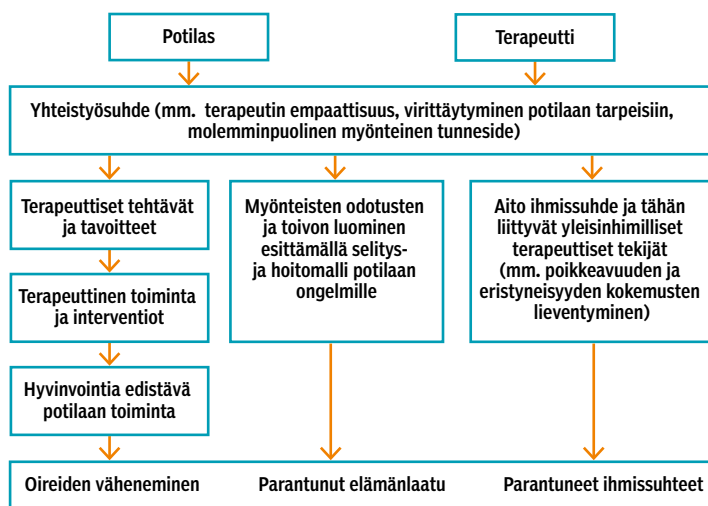 Potilas
Terapeutti
Yhteistyösuhde (mm. terapeutin empaattisuus, virittäytyminen potilaan tarpeisiin,
molemminpuolinen myönteinen tunneside)
Terapeuttiset tehtävät
ja tavoitteet
Terapeuttinen toiminta
ja interventiot
Hyvinvointia edistävä
potilaan toiminta
Myönteisten odotusten
ja toivon luominen
esittämällä selitys-
ja hoitomalli potilaan
ongelmille
Aito ihmissuhde ja tähän
liittyvät yleisinhimilliset
terapeuttiset tekijät
(mm. poikkeavuuden ja
eristyneisyyden kokemusten
lieventyminen)
Oireiden väheneminen
Parantunut elämänlaatu
Parantuneet ihmissuhteet